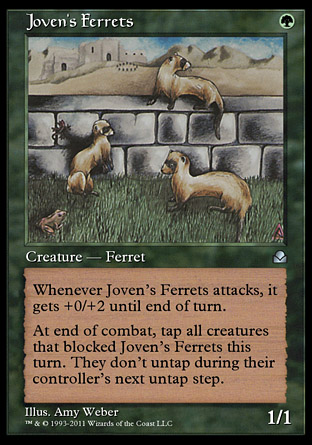 Joven's Ferrets
Creature — Ferret
Whenever Joven's Ferrets attacks, it
gets +0/+2 until end of turn.
At end of combat, tap all creatures
that blocked Joven's Ferrets this
turn. They don't untap during their
controller's next untap step.
Illus. Amy Weber
™ & © 1993-2011 Wizards of the Coast LLC
1/1